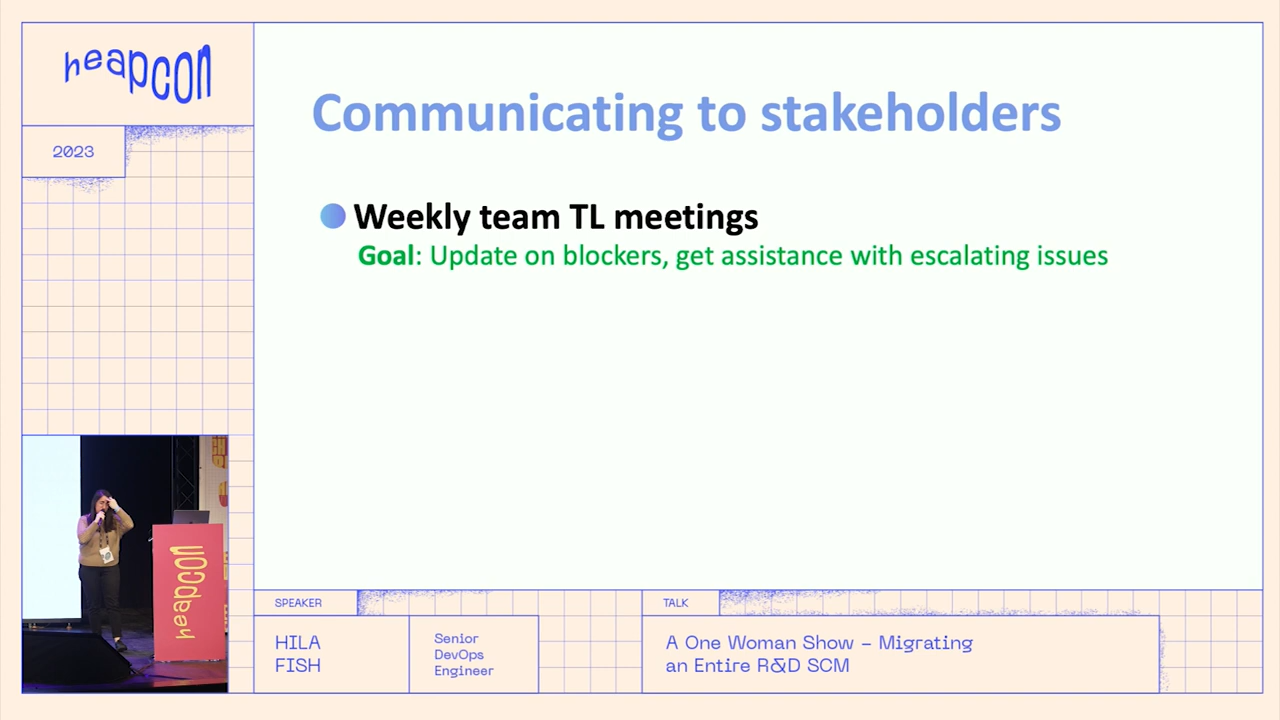 heapcon
2023
Communicating to stakeholders
Weekly team TL meetings
Goal: Update on blockers, get assistance with escalating issues
heapcon
SPEAKER
HILA
FISH
Senior
DevOps
Engineer
TALK
A One Woman Show – Migrating
an Entire R&D SCM